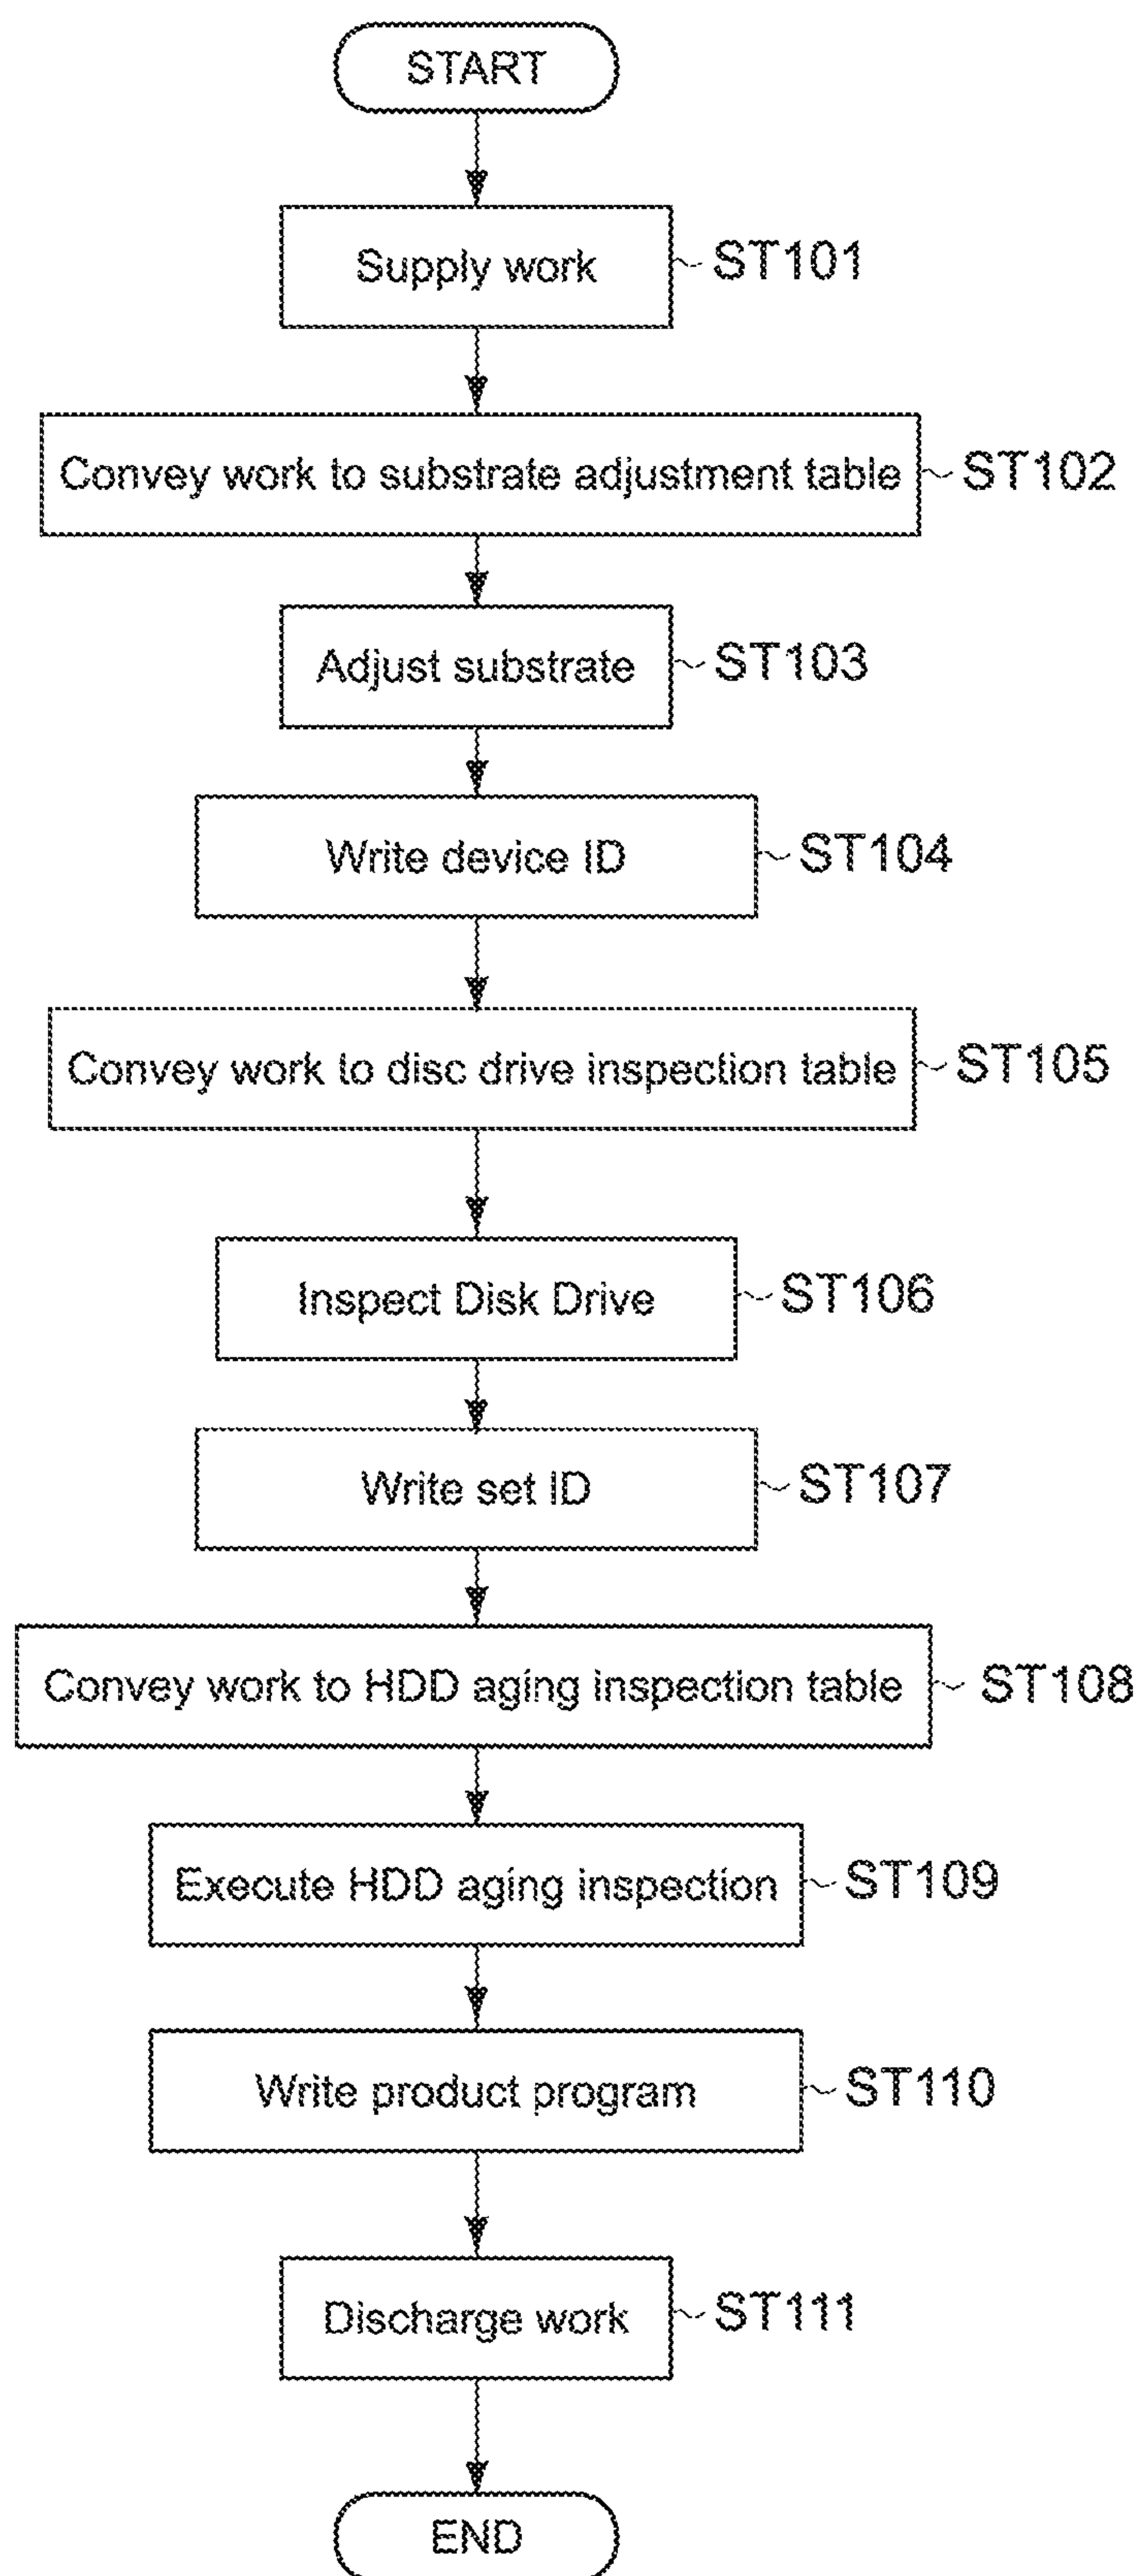 START
Supply work ST101
Convey work to substrate adjustment table ST102
Adjust substrate ST103
Write device ID ST104
Convey work to disc drive inspection table ST105
Inspect Disk Drive ST106
Write set ID ST107
Convey work to HDD aging inspection table ST108
Execute HDD aging inspection ST109
Write product program ST110
Discharge work ST111
END